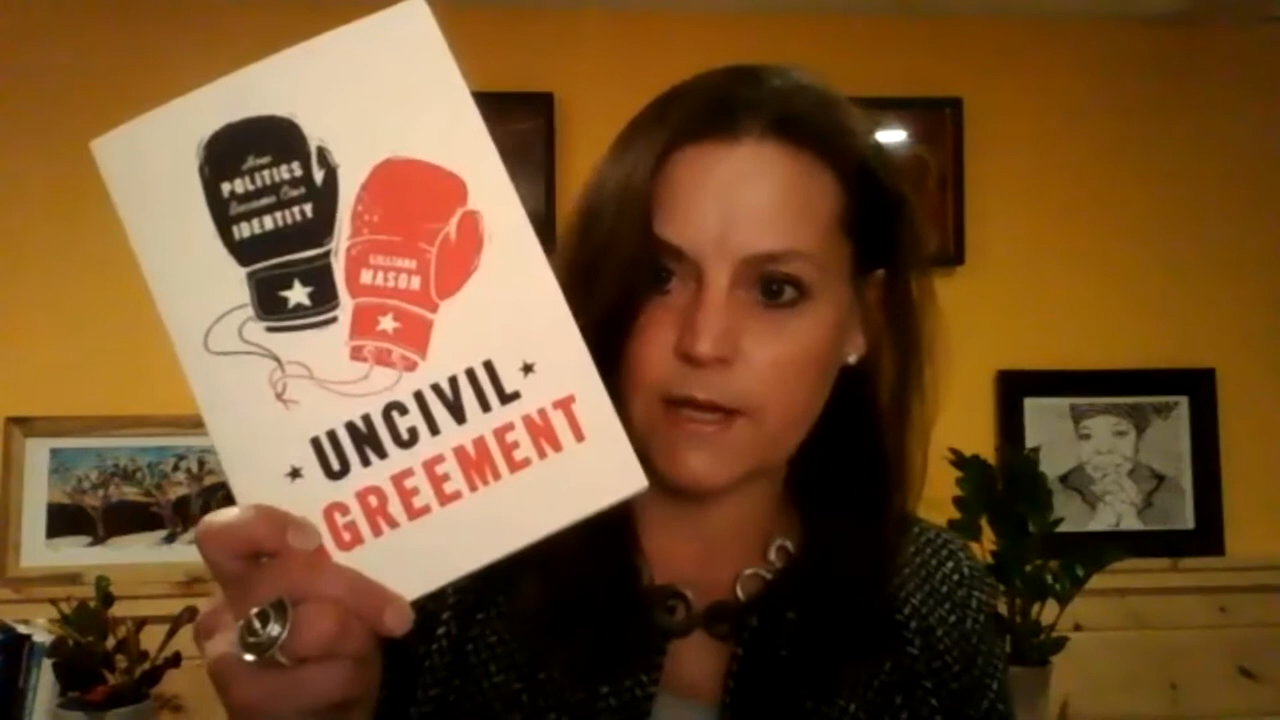 How
POLITICS
Became Our
IDENTITY
LILLIANA
MASON
UNCIVIL
GREEMENT